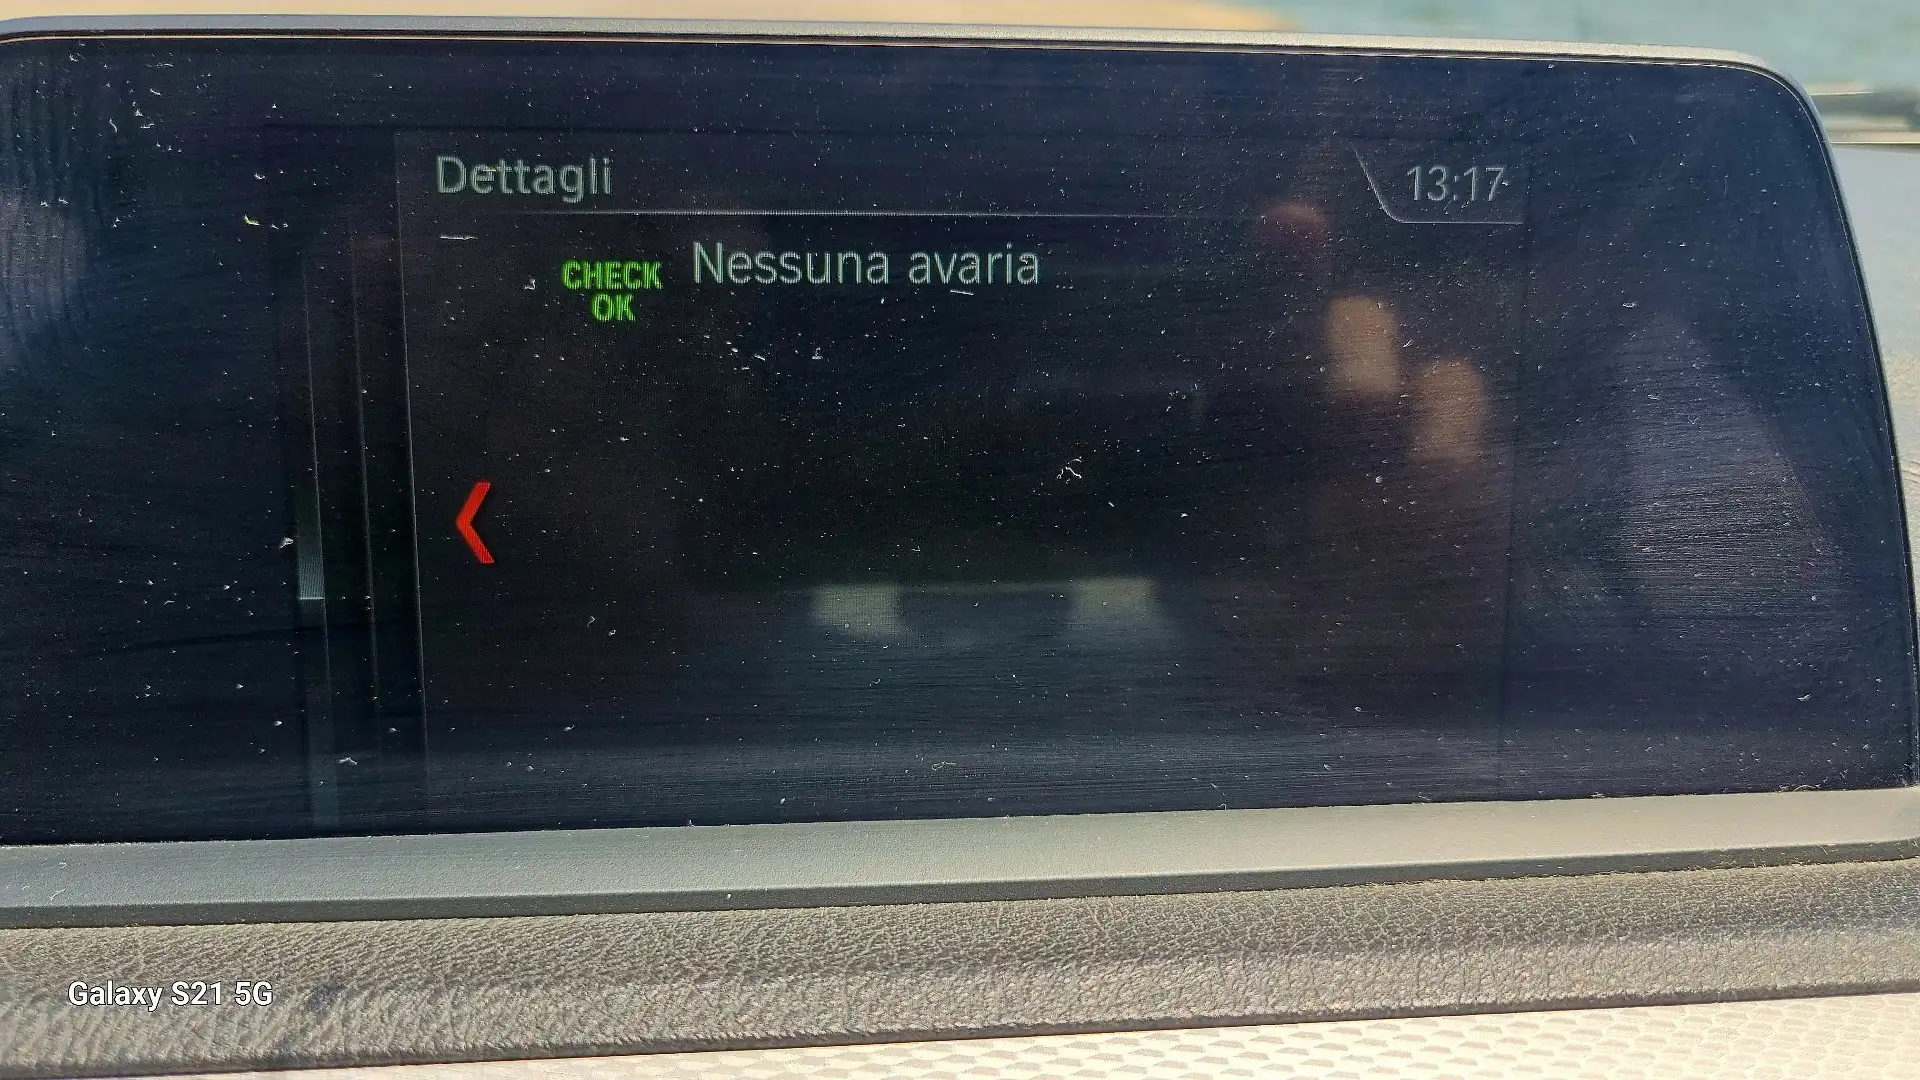 Dettagli
13:17
CHECK
OK
Nessuna avaria
Galaxy S21 5G